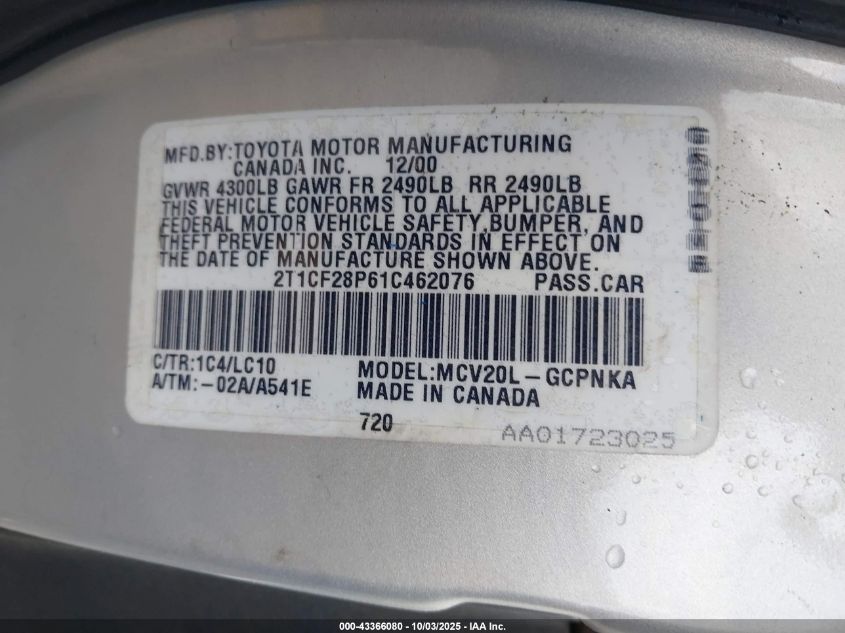 MFD.BY:TOYOTA MOTOR MANUFACTURING
CANADA INC. 12/00
GVWR 4300LB GAWR FR 2490LB RR 2490LB
THIS VEHICLE CONFORMS TO ALL APPLICABLE
FEDERAL MOTOR VEHICLE SAFETY,BUMPER, AND
THEFT PREVENTION STANDARDS IN EFFECT ON
THE DATE OF MANUFACTURE SHOWN ABOVE.
2T1CF28P61C462076 PASS.CAR
C/TR:1C4/LC10 MODEL:MCV20L-GCPNKA
A/TM:-02A/A541E MADE IN CANADA
720
AA01723025
000-43366080 - 10/03/2025 - IAA Inc.